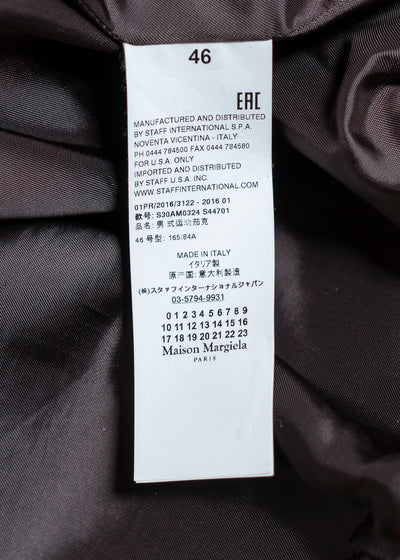 46
EAC
MANUFACTURED AND DISTRIBUTED
BY STAFF INTERNATIONAL S.P.A.
NOVENTA VICENTINA - ITALY
PH 0444 784500 FAX 0444 784580
FOR U.S.A. ONLY
IMPORTED AND DISTRIBUTED
BY STAFF U.S.A. INC.
WWW.STAFFINTERNATIONAL.COM
01PR/2016/3122 - 2016 01
款号: S30AM0324 S44701
品名: 男式运动茄克
46 号型: 165/84A
MADE IN ITALY
イタリア製
原产国: 意大利製造
(株)スタッフインターナショナルジャパン
03-5794-9931
0 1 2 3 4 5 6 7 8 9
10 11 12 13 14 15 16
17 18 19 20 21 22 23
Maison Margiela
PARIS